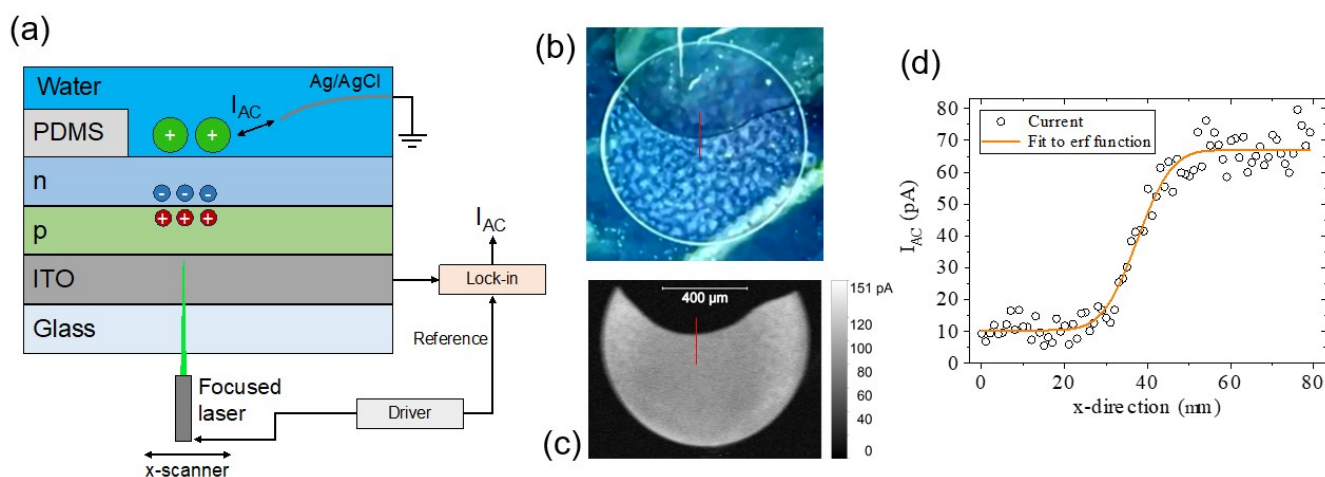 (a)
Water
Ag/AgCl
I_AC
PDMS
+ +
n
- - -
+ + +
p
I_AC
ITO
Lock-in
Glass
Reference
Focused
laser
Driver
x-scanner
(b)
(c)
400 µm
151 pA
120
100
80
60
40
0
(d)
80
70
60
50
40
30
20
10
0
I_AC (pA)
Current
Fit to erf function
0 20 40 60 80
x-direction (mm)